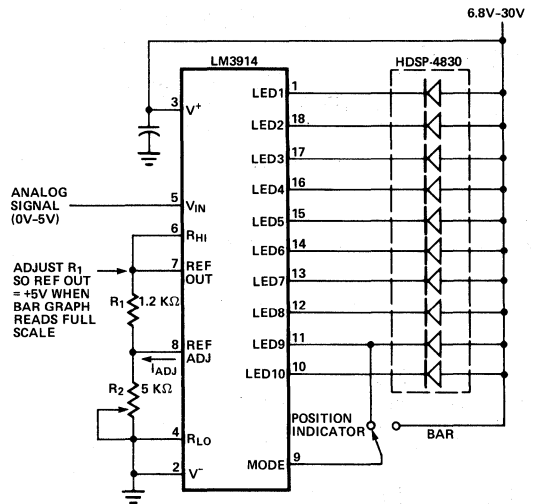 6.8V–30V
LM3914
HDSP-4830
3
V+
LED1
1
LED2
18
LED3
17
LED4
16
LED5
15
LED6
14
LED7
13
LED8
12
LED9
11
LED10
10
ANALOG
SIGNAL
(0V–5V)
5
VIN
6
RHI
7
REF
OUT
ADJUST R1
SO REF OUT
= +5V WHEN
BAR GRAPH
READS FULL
SCALE
R1
1.2 KΩ
8
REF
ADJ
IADJ
R2
5 KΩ
4
RLO
2
V−
MODE
9
POSITION
INDICATOR
BAR